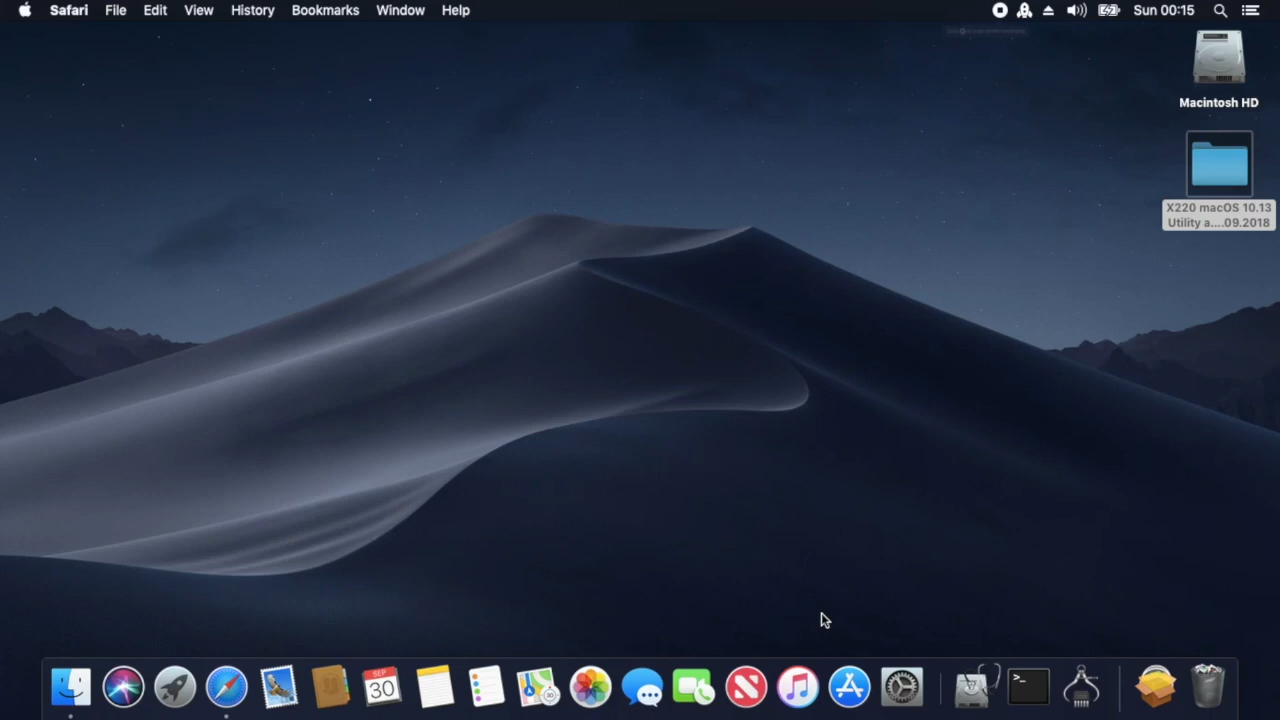 Safari File Edit View History Bookmarks Window Help Sun 00:15
Macintosh HD
X220 macOS 10.13
Utility a....09.2018
SEP
30
>_